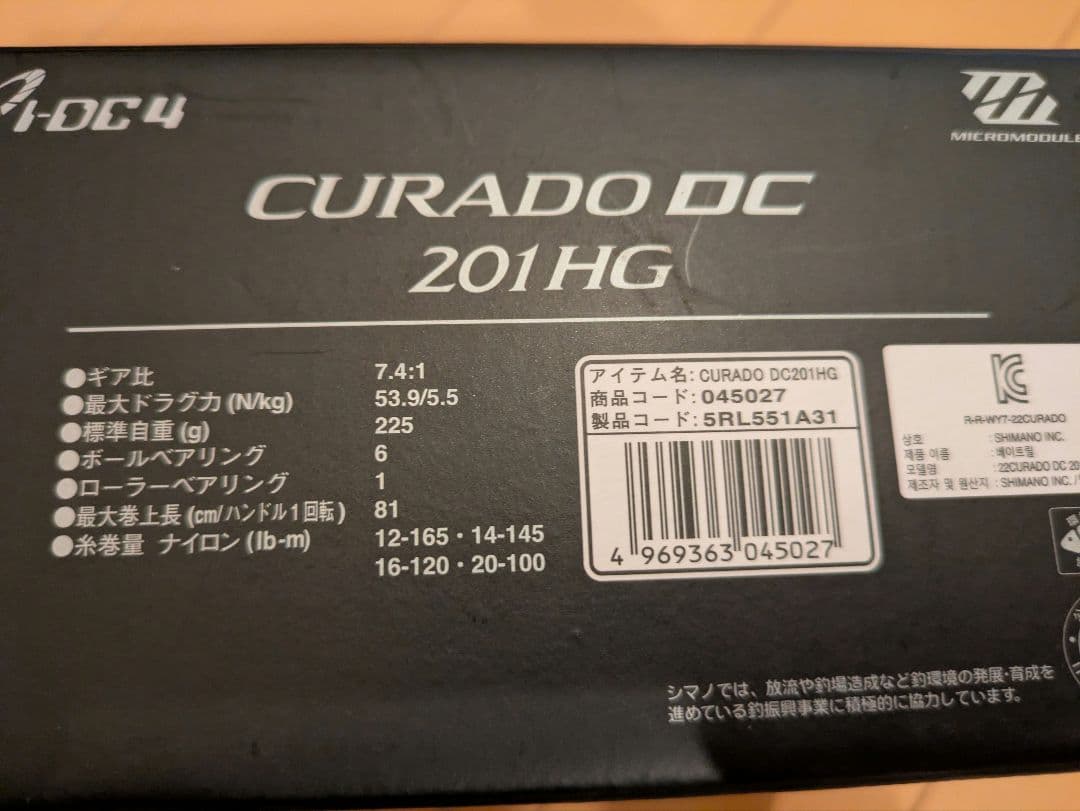 I-DC4
MICROMODULE
CURADO DC
201HG
●ギア比 7.4:1
●最大ドラグ力(N/kg) 53.9/5.5
●標準自重(g) 225
●ボールベアリング 6
●ローラーベアリング 1
●最大巻上長(cm/ハンドル1回転) 81
●糸巻量 ナイロン(lb-m) 12-165・14-145
16-120・20-100
アイテム名: CURADO DC201HG
商品コード: 045027
製品コード: 5RL551A31
4 969363 045027
R-R-WY7-22CURADO
상호 : SHIMANO INC.
제품 이름 : 베이트릴
모델명 : 22CURADO DC 20
제조자 및 원산지 : SHIMANO INC. /
シマノでは、放流や釣場造成など釣環境の発展・育成を
進めている釣振興事業に積極的に協力しています。